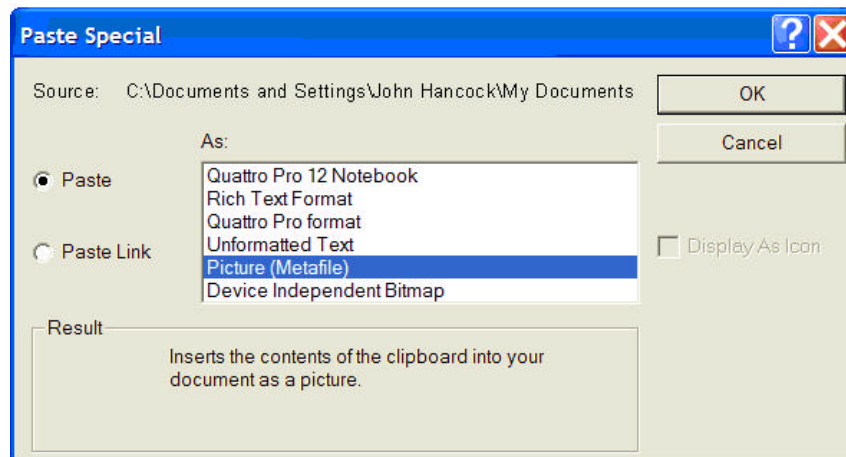 Paste Special
Source: C:\Documents and Settings\John Hancock\My Documents
OK
Cancel
As:
Paste
Paste Link
Quattro Pro 12 Notebook
Rich Text Format
Quattro Pro format
Unformatted Text
Picture (Metafile)
Device Independent Bitmap
Display As Icon
Result
Inserts the contents of the clipboard into your
document as a picture.